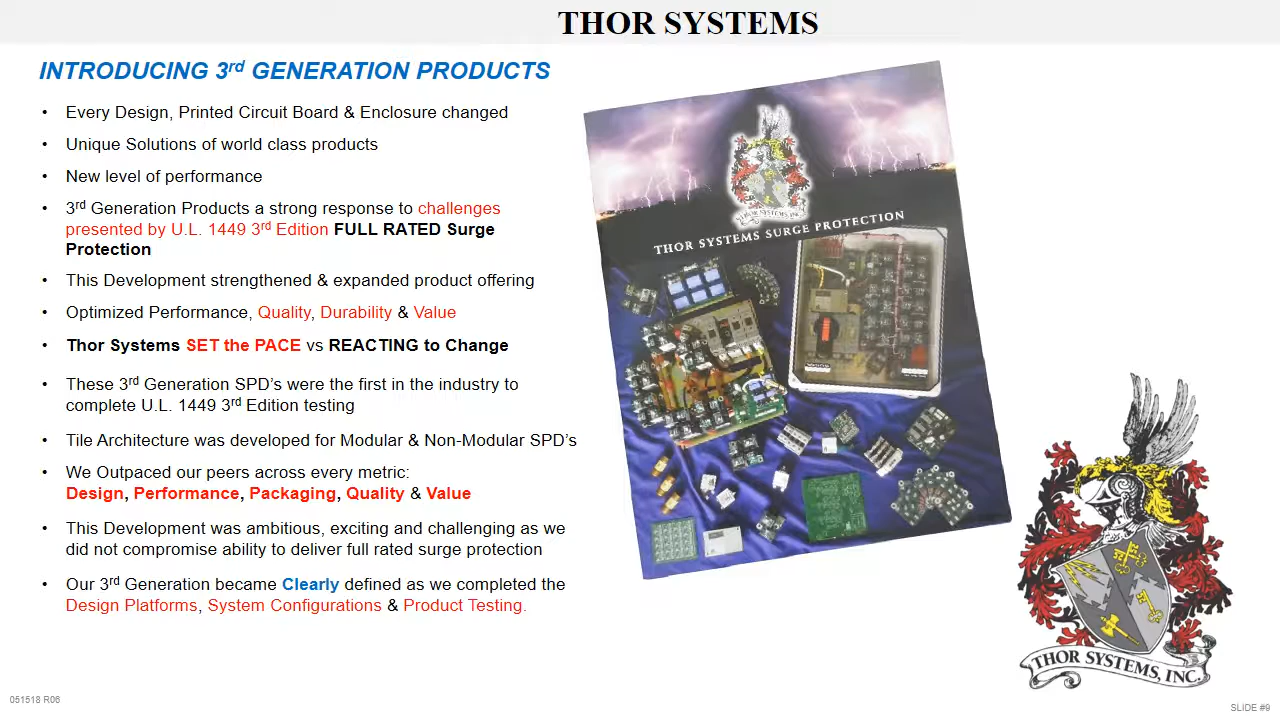 THOR SYSTEMS
INTRODUCING 3rd GENERATION PRODUCTS
• Every Design, Printed Circuit Board & Enclosure changed
• Unique Solutions of world class products
• New level of performance
• 3rd Generation Products a strong response to challenges
presented by U.L. 1449 3rd Edition FULL RATED Surge
Protection
• This Development strengthened & expanded product offering
• Optimized Performance, Quality, Durability & Value
• Thor Systems SET the PACE vs REACTING to Change
• These 3rd Generation SPD's were the first in the industry to
complete U.L. 1449 3rd Edition testing
• Tile Architecture was developed for Modular & Non-Modular SPD's
• We Outpaced our peers across every metric:
Design, Performance, Packaging, Quality & Value
• This Development was ambitious, exciting and challenging as we
did not compromise ability to deliver full rated surge protection
• Our 3rd Generation became Clearly defined as we completed the
Design Platforms, System Configurations & Product Testing.
THOR SYSTEMS, INC.
THOR SYSTEMS SURGE PROTECTION
THOR SYSTEMS, INC.
051518 R06
SLIDE #9